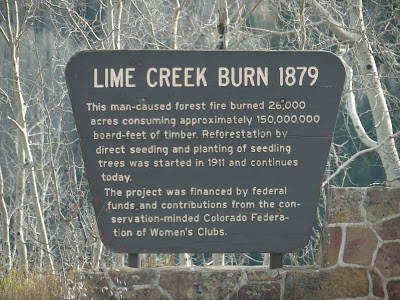 LIME CREEK BURN 1879
This man-caused forest fire burned 26,000
acres consuming approximately 150,000,000
board-feet of timber. Reforestation by
direct seeding and planting of seedling
trees was started in 1911 and continues
today.
The project was financed by federal
funds and contributions from the con-
servation-minded Colorado Federa-
tion of Women's Clubs.